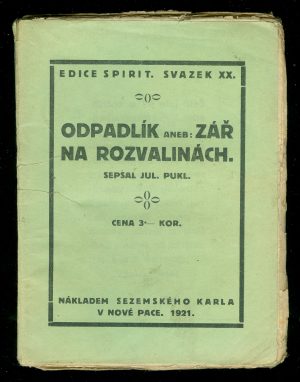 EDICE SPIRIT. SVAZEK XX.
ODPADLÍK ANEB: ZÁŘ
NA ROZVALINÁCH.
SEPSAL JUL. PUKL.
CENA 3·— KOR.
NÁKLADEM SEZEMSKÉHO KARLA
V NOVÉ PACE. 1921.